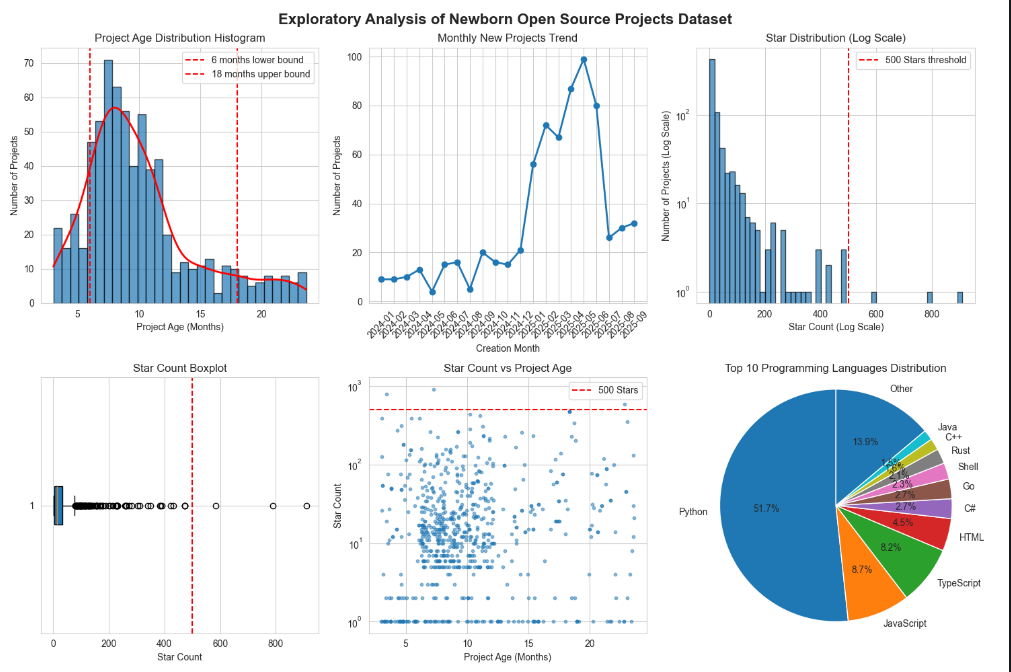 Exploratory Analysis of Newborn Open Source Projects Dataset
Project Age Distribution Histogram
6 months lower bound
18 months upper bound
70
60
50
40
30
20
10
0
Number of Projects
5
10
15
20
Project Age (Months)
Monthly New Projects Trend
100
80
60
40
20
0
Number of Projects
2024-01
2024-02
2024-03
2024-04
2024-05
2024-06
2024-07
2024-08
2024-09
2024-10
2024-11
2024-12
2025-01
2025-02
2025-03
2025-04
2025-05
2025-06
2025-07
2025-08
2025-09
Creation Month
Star Distribution (Log Scale)
500 Stars threshold
10²
10¹
10⁰
Number of Projects (Log Scale)
0
200
400
600
800
Star Count (Log Scale)
Star Count Boxplot
1
0
200
400
600
800
Star Count
Star Count vs Project Age
500 Stars
10³
10²
10¹
10⁰
Star Count
5
10
15
20
Project Age (Months)
Top 10 Programming Languages Distribution
Other
Java
C++
Rust
Shell
Go
C#
HTML
TypeScript
JavaScript
Python
13.9%
2.1%
2.3%
2.7%
2.7%
4.5%
8.2%
8.7%
51.7%